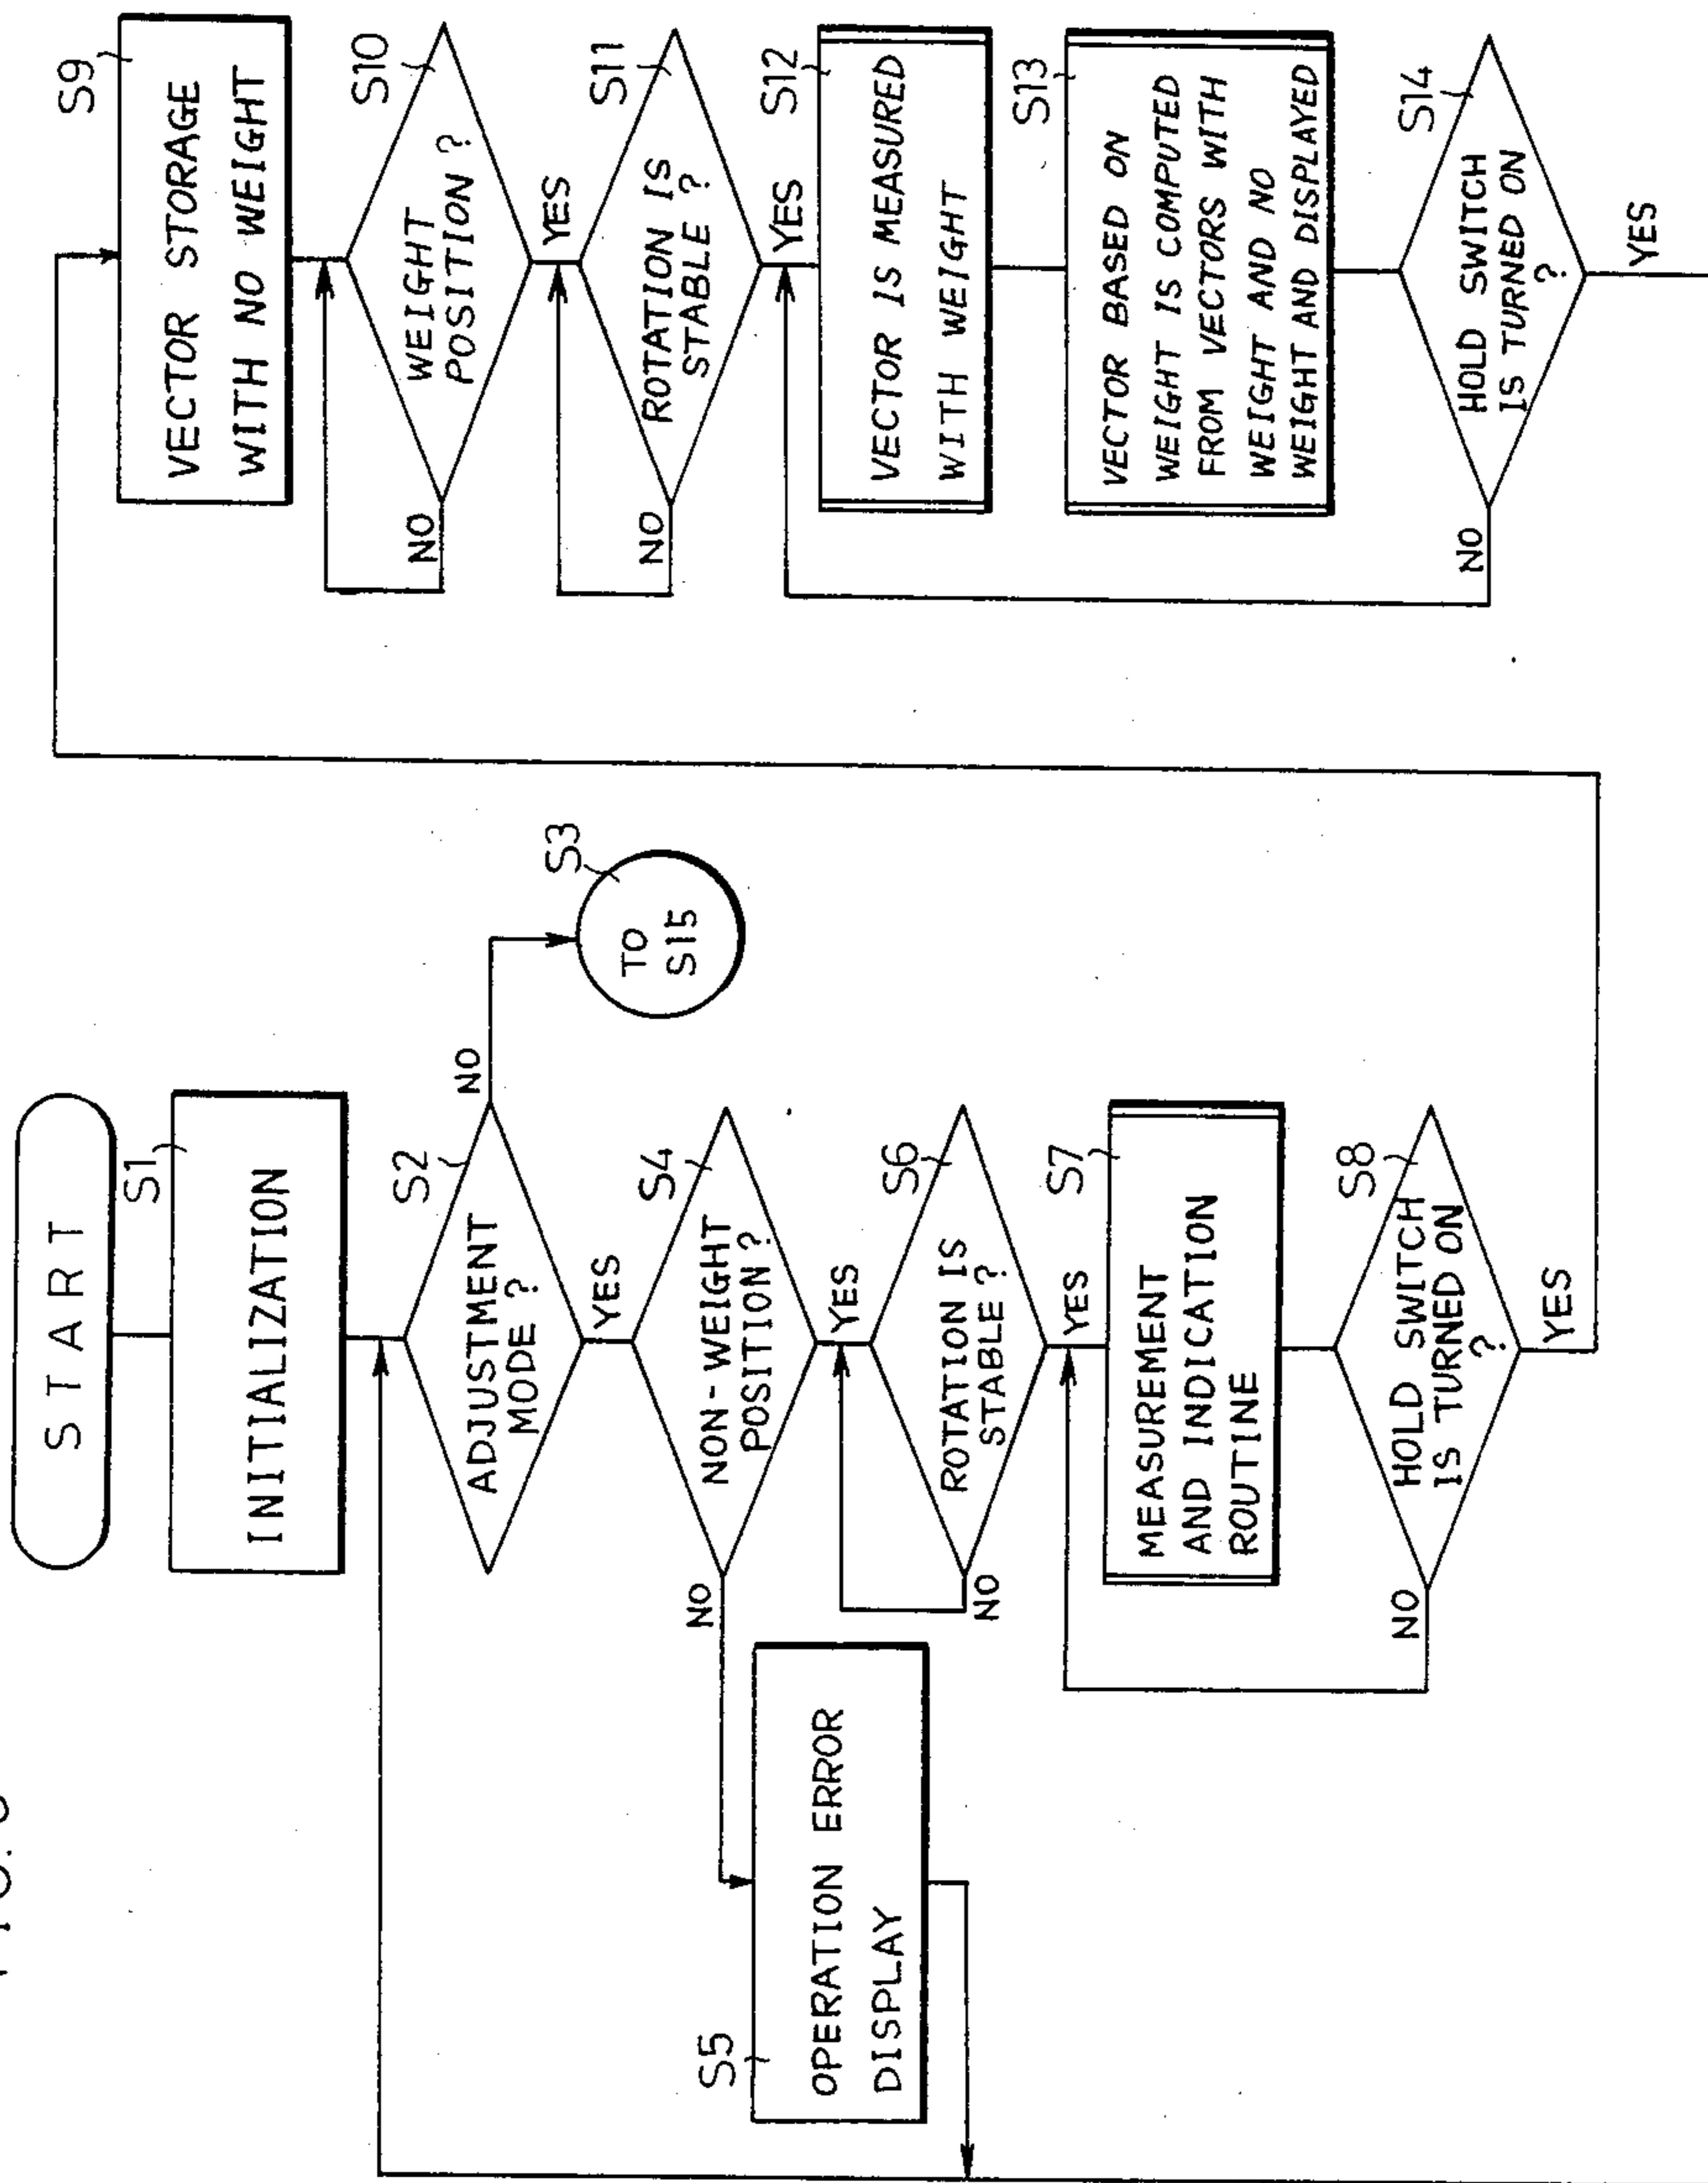 START
S1
INITIALIZATION
S2
ADJUSTMENT
MODE ?
NO
S3
TO
S15
YES
S4
NON-WEIGHT
POSITION ?
NO
S5
OPERATION ERROR
DISPLAY
YES
S6
ROTATION IS
STABLE ?
NO
YES
S7
MEASUREMENT
AND INDICATION
ROUTINE
S8
HOLD SWITCH
IS TURNED ON
?
NO
YES
S9
VECTOR STORAGE
WITH NO WEIGHT
S10
WEIGHT
POSITION ?
NO
YES
S11
ROTATION IS
STABLE ?
NO
YES
S12
VECTOR IS MEASURED
WITH WEIGHT
S13
VECTOR BASED ON
WEIGHT IS COMPUTED
FROM VECTORS WITH
WEIGHT AND NO
WEIGHT AND DISPLAYED
S14
HOLD SWITCH
IS TURNED ON
?
NO
YES